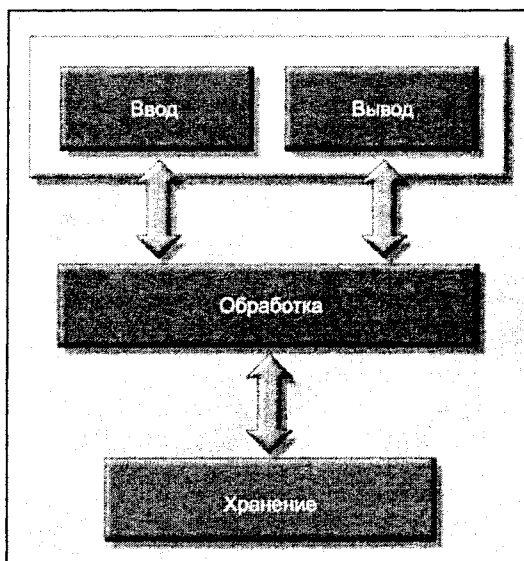 Ввод
Вывод
Обработка
Хранение